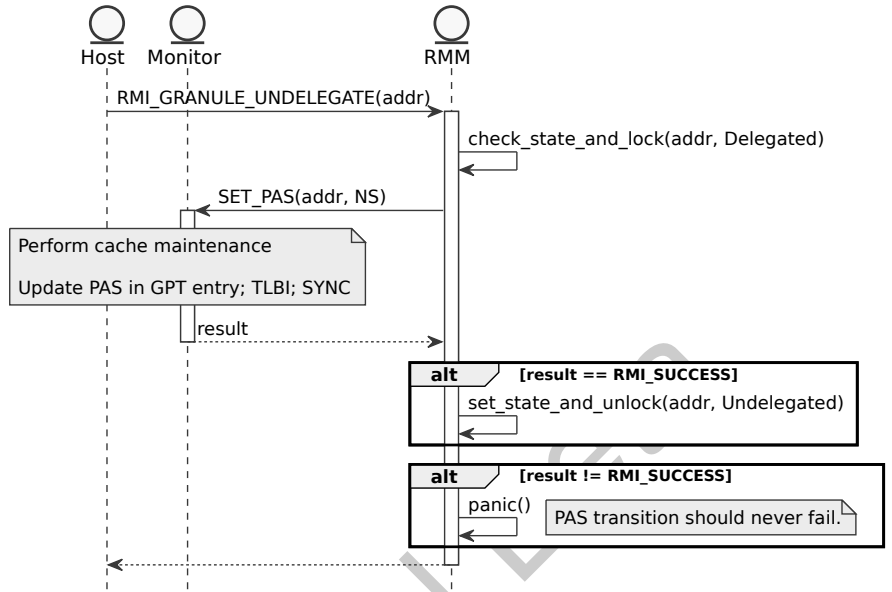 Host
Monitor
RMM
RMI_GRANULE_UNDELEGATE(addr)
check_state_and_lock(addr, Delegated)
SET_PAS(addr, NS)
Perform cache maintenance
Update PAS in GPT entry; TLBI; SYNC
result
alt
[result == RMI_SUCCESS]
set_state_and_unlock(addr, Undelegated)
alt
[result != RMI_SUCCESS]
panic()
PAS transition should never fail.